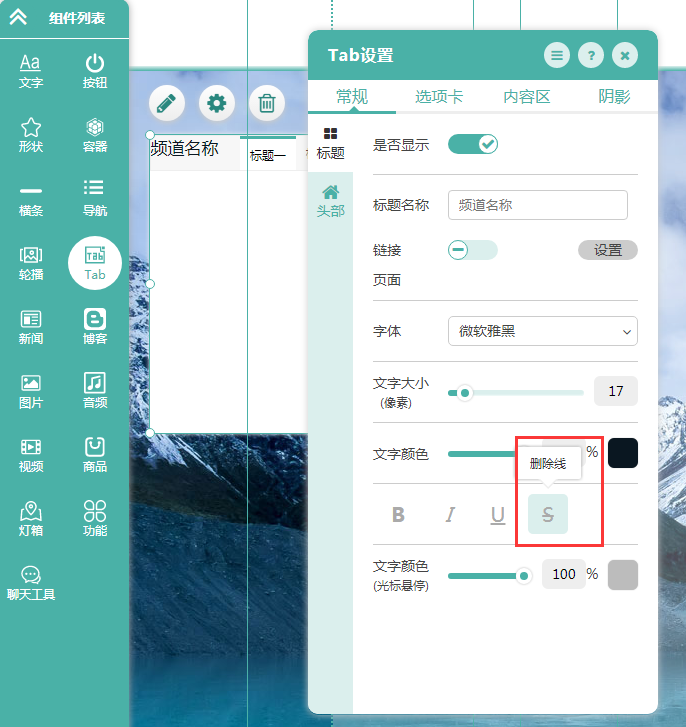 组件列表
文字
按钮
形状
容器
横条
导航
轮播
Tab
新闻
博客
图片
音频
视频
商品
灯箱
功能
聊天工具
频道名称
标题一
Tab设置
常规
选项卡
内容区
阴影
标题
头部
是否显示
标题名称
频道名称
链接
页面
设置
字体
微软雅黑
文字大小
(像素)
17
文字颜色
%
删除线
B I U S
文字颜色
(光标悬停)
100 %